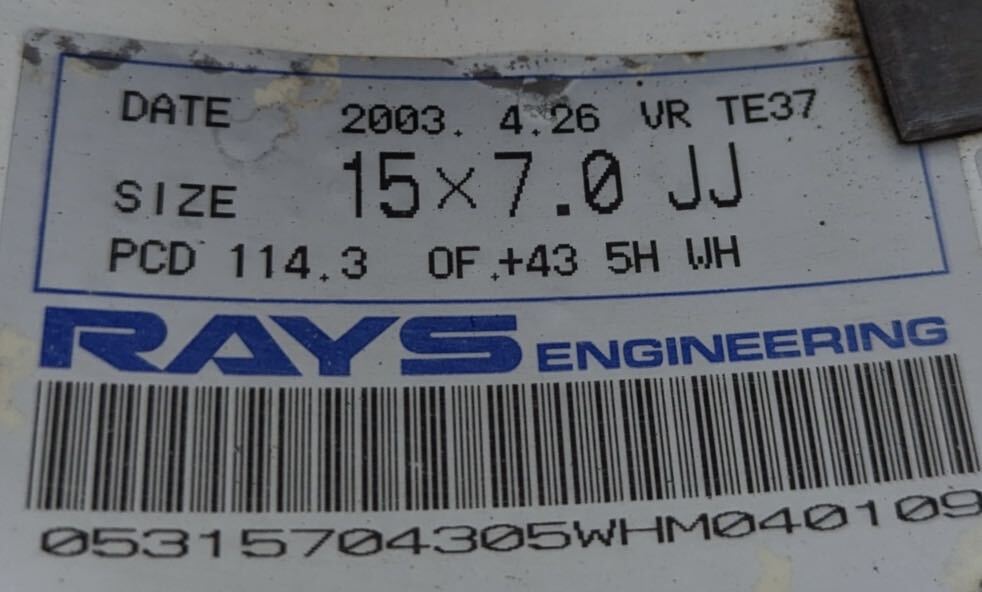 DATE 2003. 4.26 VR TE37
SIZE 15×7.0 JJ
PCD 114.3 OF.+43 5H WH
RAYS ENGINEERING
05315704305WHM040109